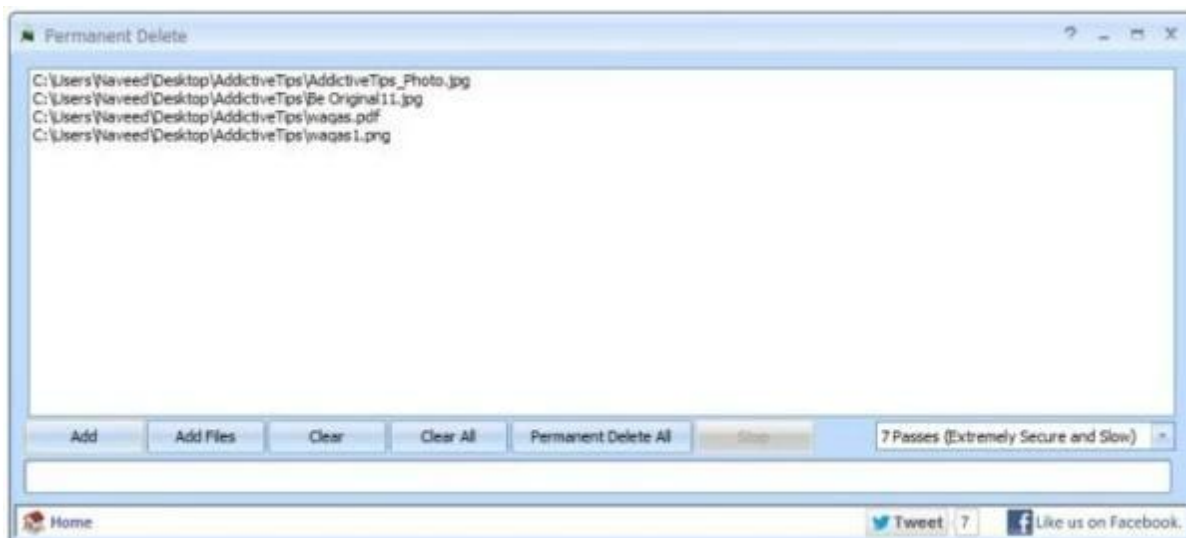 Permanent Delete
C:\Users\Naveed\Desktop\AddictiveTips\AddictiveTips_Photo.jpg
C:\Users\Naveed\Desktop\AddictiveTips\Be Original11.jpg
C:\Users\Naveed\Desktop\AddictiveTips\waqas.pdf
C:\Users\Naveed\Desktop\AddictiveTips\waqas1.png
Add Add Files Clear Clear All Permanent Delete All Stop 7 Passes (Extremely Secure and Slow)
Home Tweet 7 Like us on Facebook.